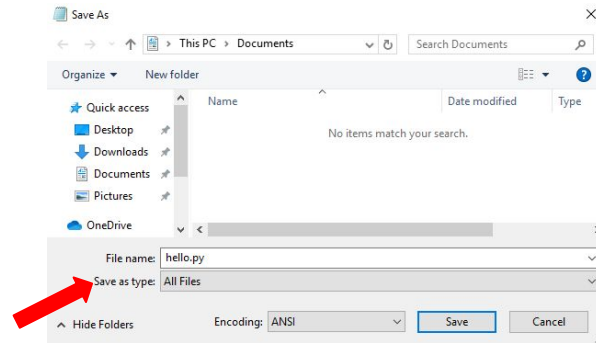 Save As
This PC > Documents
Search Documents
Organize
New folder
Quick access
Desktop
Downloads
Documents
Pictures
OneDrive
Name
Date modified
Type
No items match your search.
File name: hello.py
Save as type: All Files
Hide Folders
Encoding: ANSI
Save
Cancel